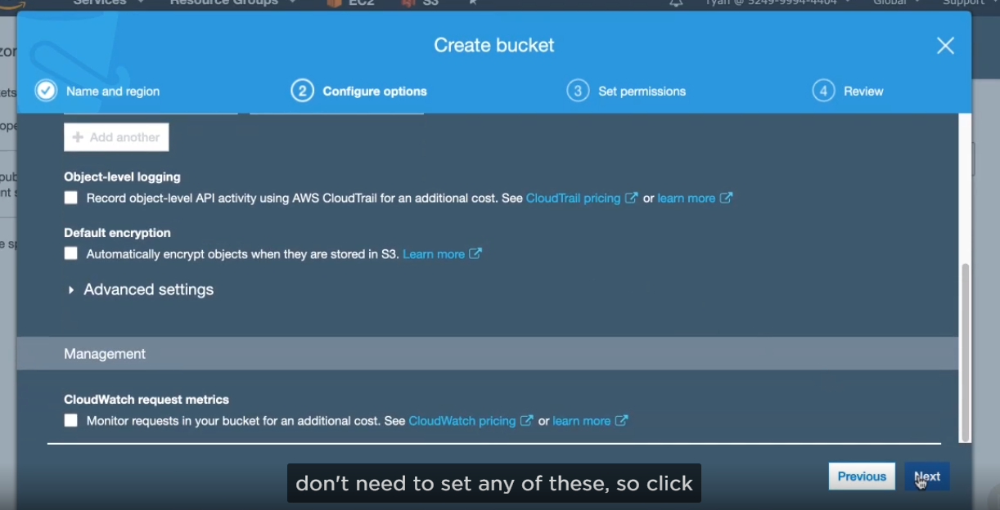 Services
Resource Groups
EC2
S3
Global
Support
Create bucket
Name and region
2 Configure options
3 Set permissions
4 Review
+ Add another
Object-level logging
Record object-level API activity using AWS CloudTrail for an additional cost. See CloudTrail pricing or learn more
Default encryption
Automatically encrypt objects when they are stored in S3. Learn more
Advanced settings
Management
CloudWatch request metrics
Monitor requests in your bucket for an additional cost. See CloudWatch pricing or learn more
Previous
Next
don't need to set any of these, so click